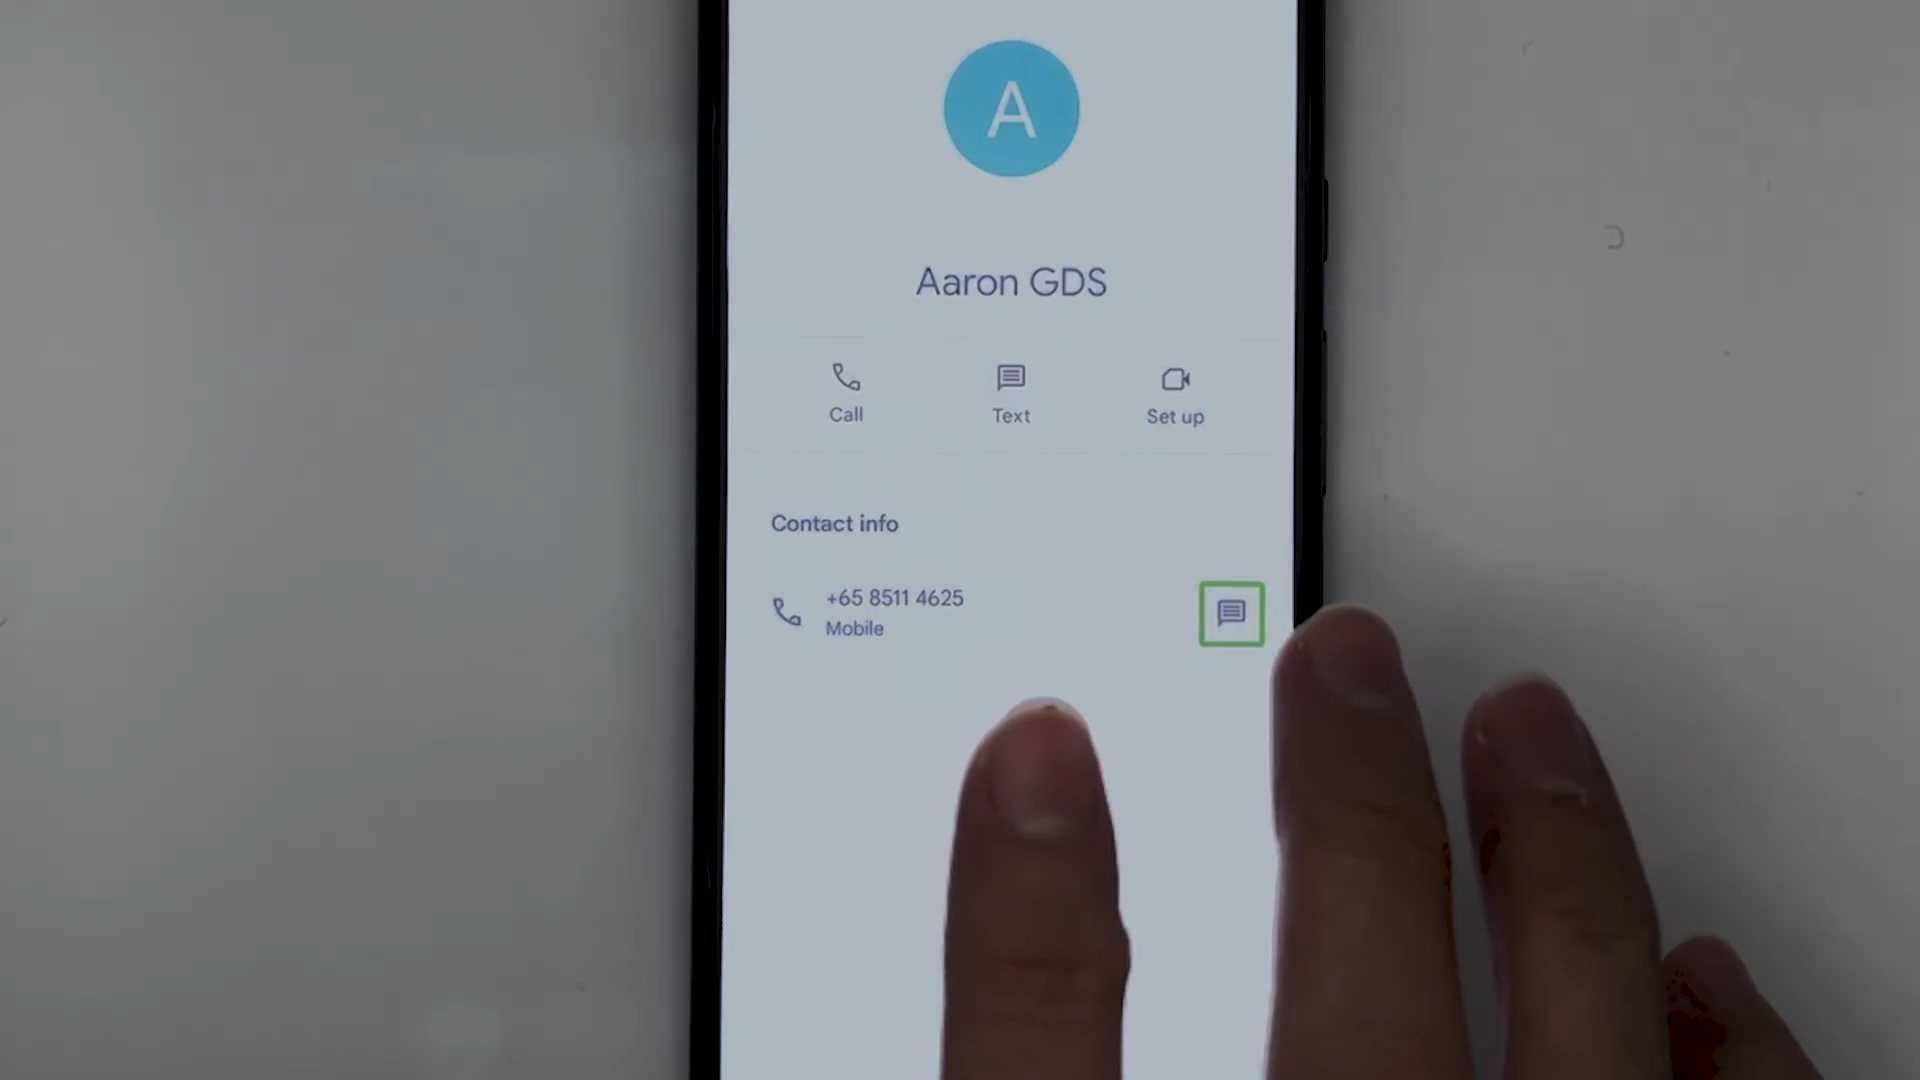 A
Aaron GDS
Call
Text
Set up
Contact info
+65 8511 4625
Mobile